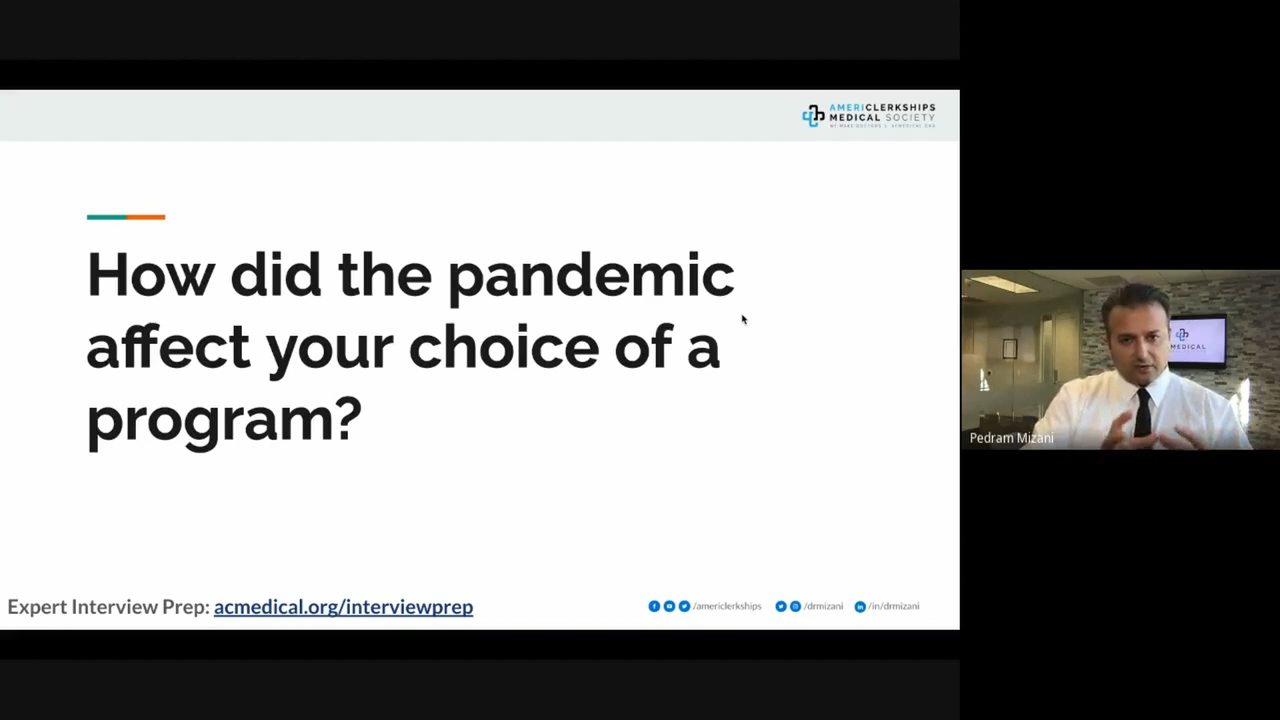 AMERICLERKSHIPS
MEDICAL SOCIETY
How did the pandemic
affect your choice of a
program?
MEDICAL
Pedram Mizani
Expert Interview Prep: acmedical.org/interviewprep
/americlerkships
/drmizani
/in/drmizani